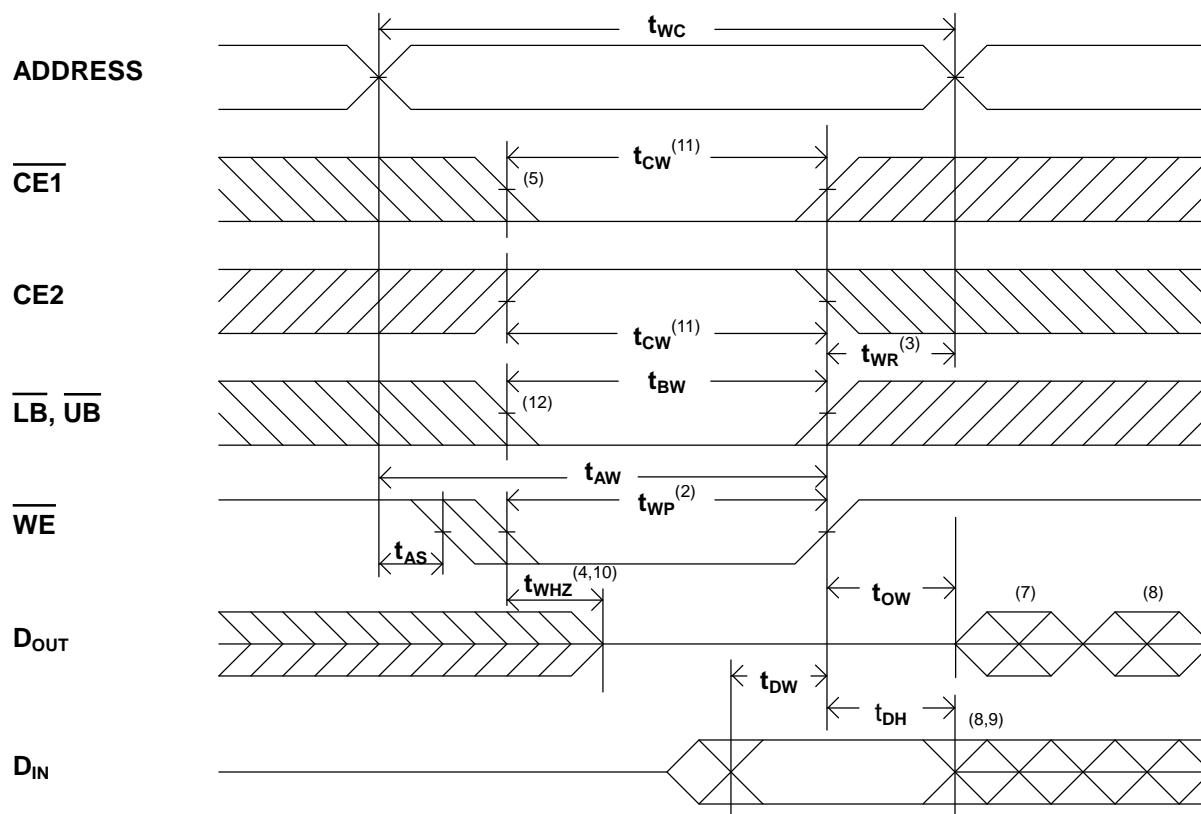 tWC
ADDRESS
tCW(11)
CE1
(5)
CE2
tCW(11)
tWR(3)
tBW
LB, UB
(12)
tAW
tWP(2)
WE
tAS
tWHZ(4,10)
tOW
(7)
(8)
DOUT
tDW
tDH
(8,9)
DIN